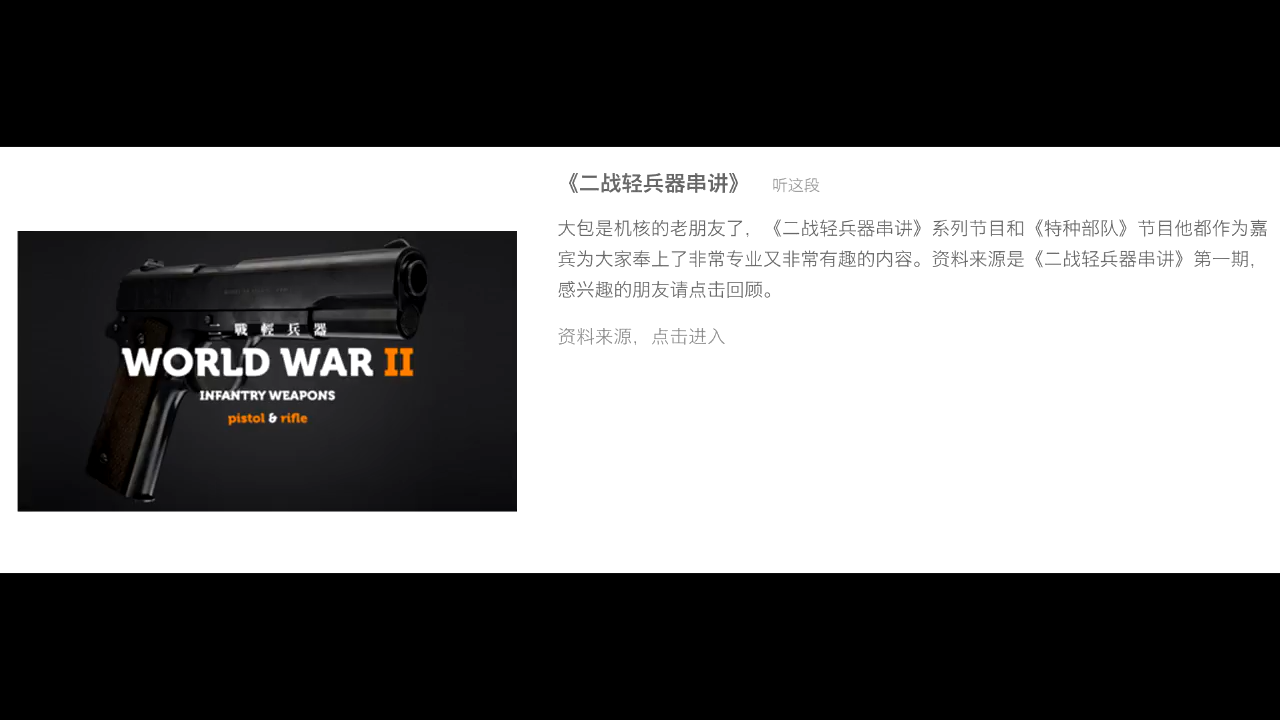 二戰輕兵器
WORLD WAR II
INFANTRY WEAPONS
pistol & rifle
《二战轻兵器串讲》 听这段
大包是机核的老朋友了，《二战轻兵器串讲》系列节目和《特种部队》节目他都作为嘉
宾为大家奉上了非常专业又非常有趣的内容。资料来源是《二战轻兵器串讲》第一期，
感兴趣的朋友请点击回顾。
资料来源，点击进入